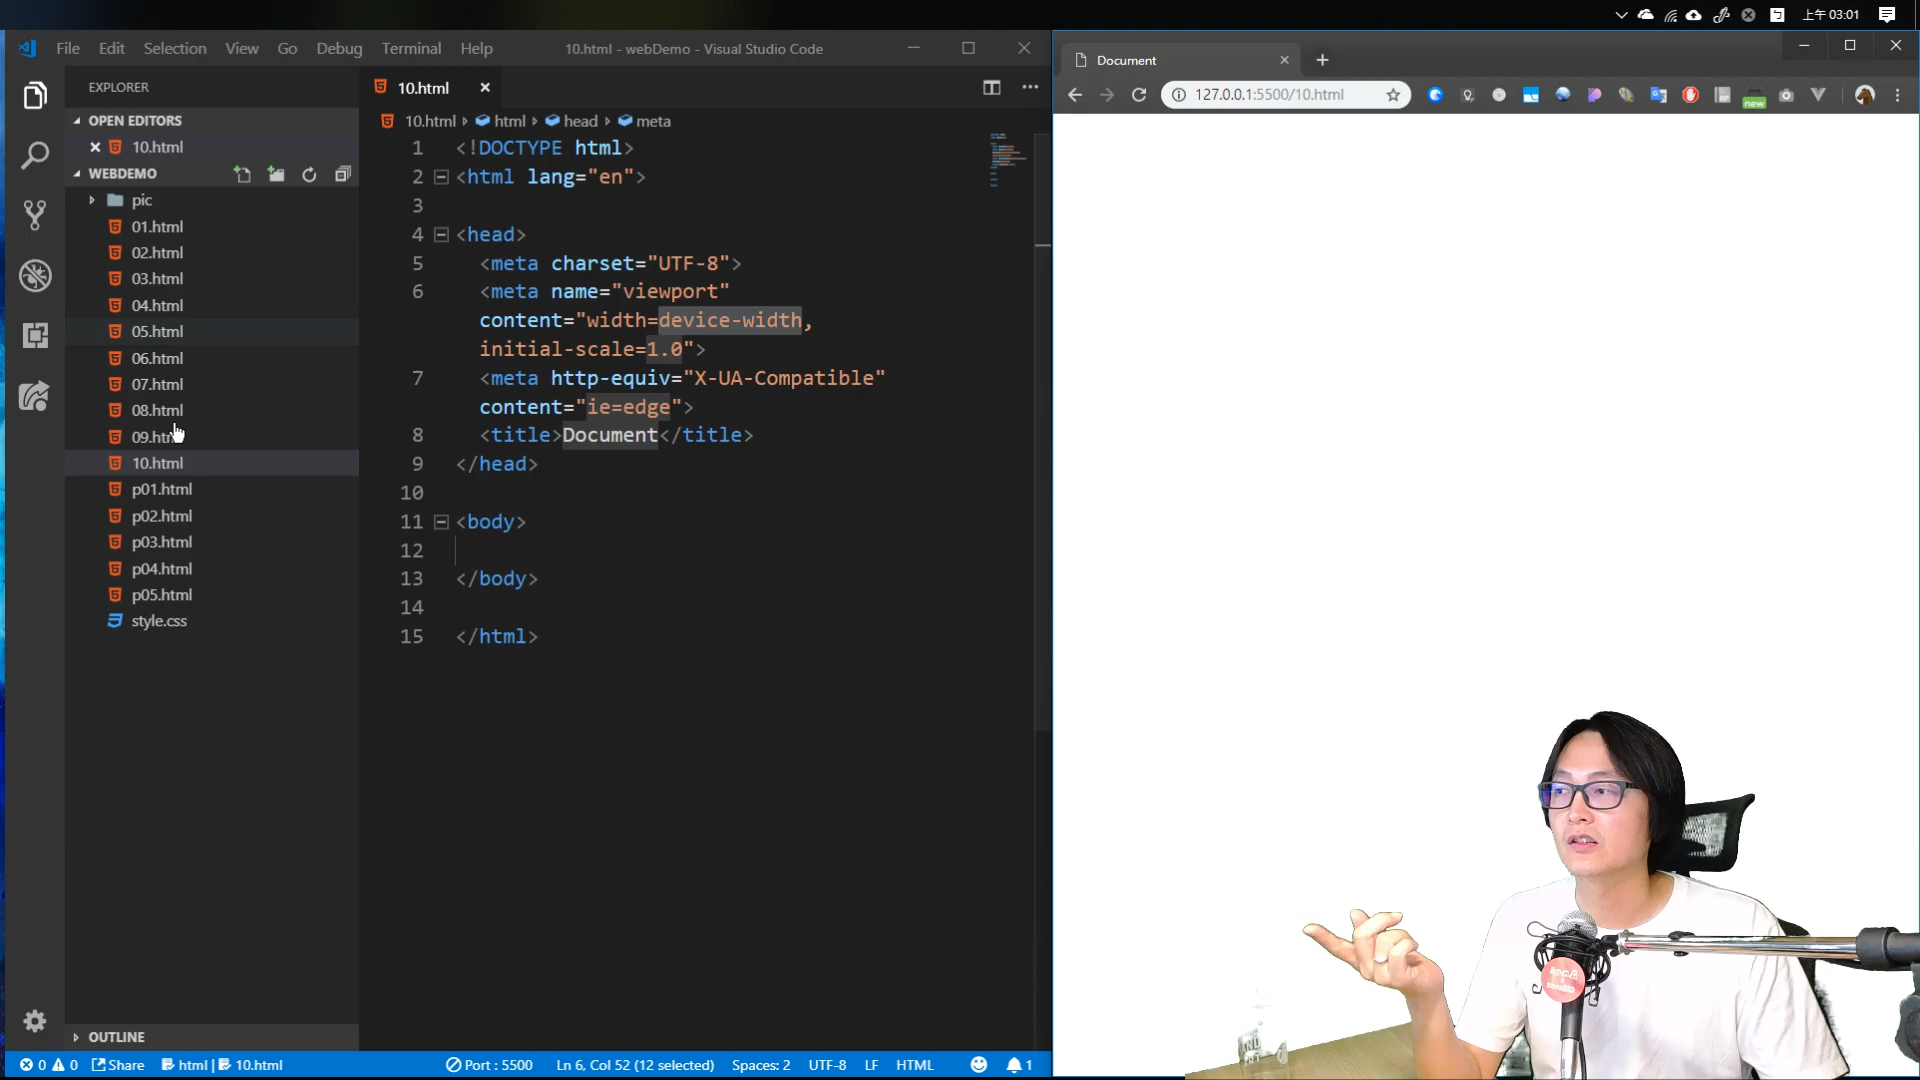 上午 03:01
File Edit Selection View Go Debug Terminal Help 10.html - webDemo - Visual Studio Code
EXPLORER
OPEN EDITORS
10.html
WEBDEMO
pic
01.html
02.html
03.html
04.html
05.html
06.html
07.html
08.html
09.html
10.html
p01.html
p02.html
p03.html
p04.html
p05.html
style.css
OUTLINE
10.html
10.html › html › head › meta
1 <!DOCTYPE html>
2 <html lang="en">
3
4 <head>
5 <meta charset="UTF-8">
6 <meta name="viewport"
content="width=device-width,
initial-scale=1.0">
7 <meta http-equiv="X-UA-Compatible"
content="ie=edge">
8 <title>Document</title>
9 </head>
10
11 <body>
12
13 </body>
14
15 </html>
0 0 Share html | 10.html Port : 5500 Ln 6, Col 52 (12 selected) Spaces: 2 UTF-8 LF HTML 1
Document
127.0.0.1:5500/10.html
new